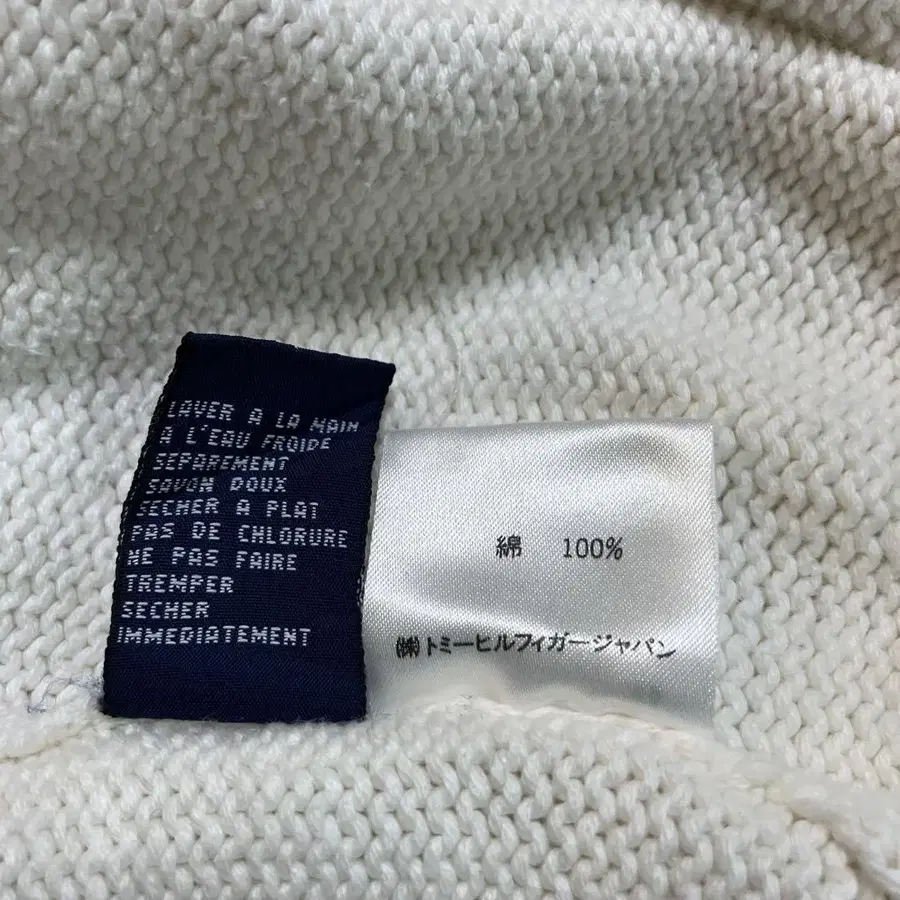 LAVER A LA MAIN
A L'EAU FROIDE
SEPAREMENT
SAVON DOUX
SECHER A PLAT
PAS DE CHLORURE
NE PAS FAIRE
TREMPER
SECHER
IMMEDIATEMENT
綿 100%
㈱トミーヒルフィガージャパン